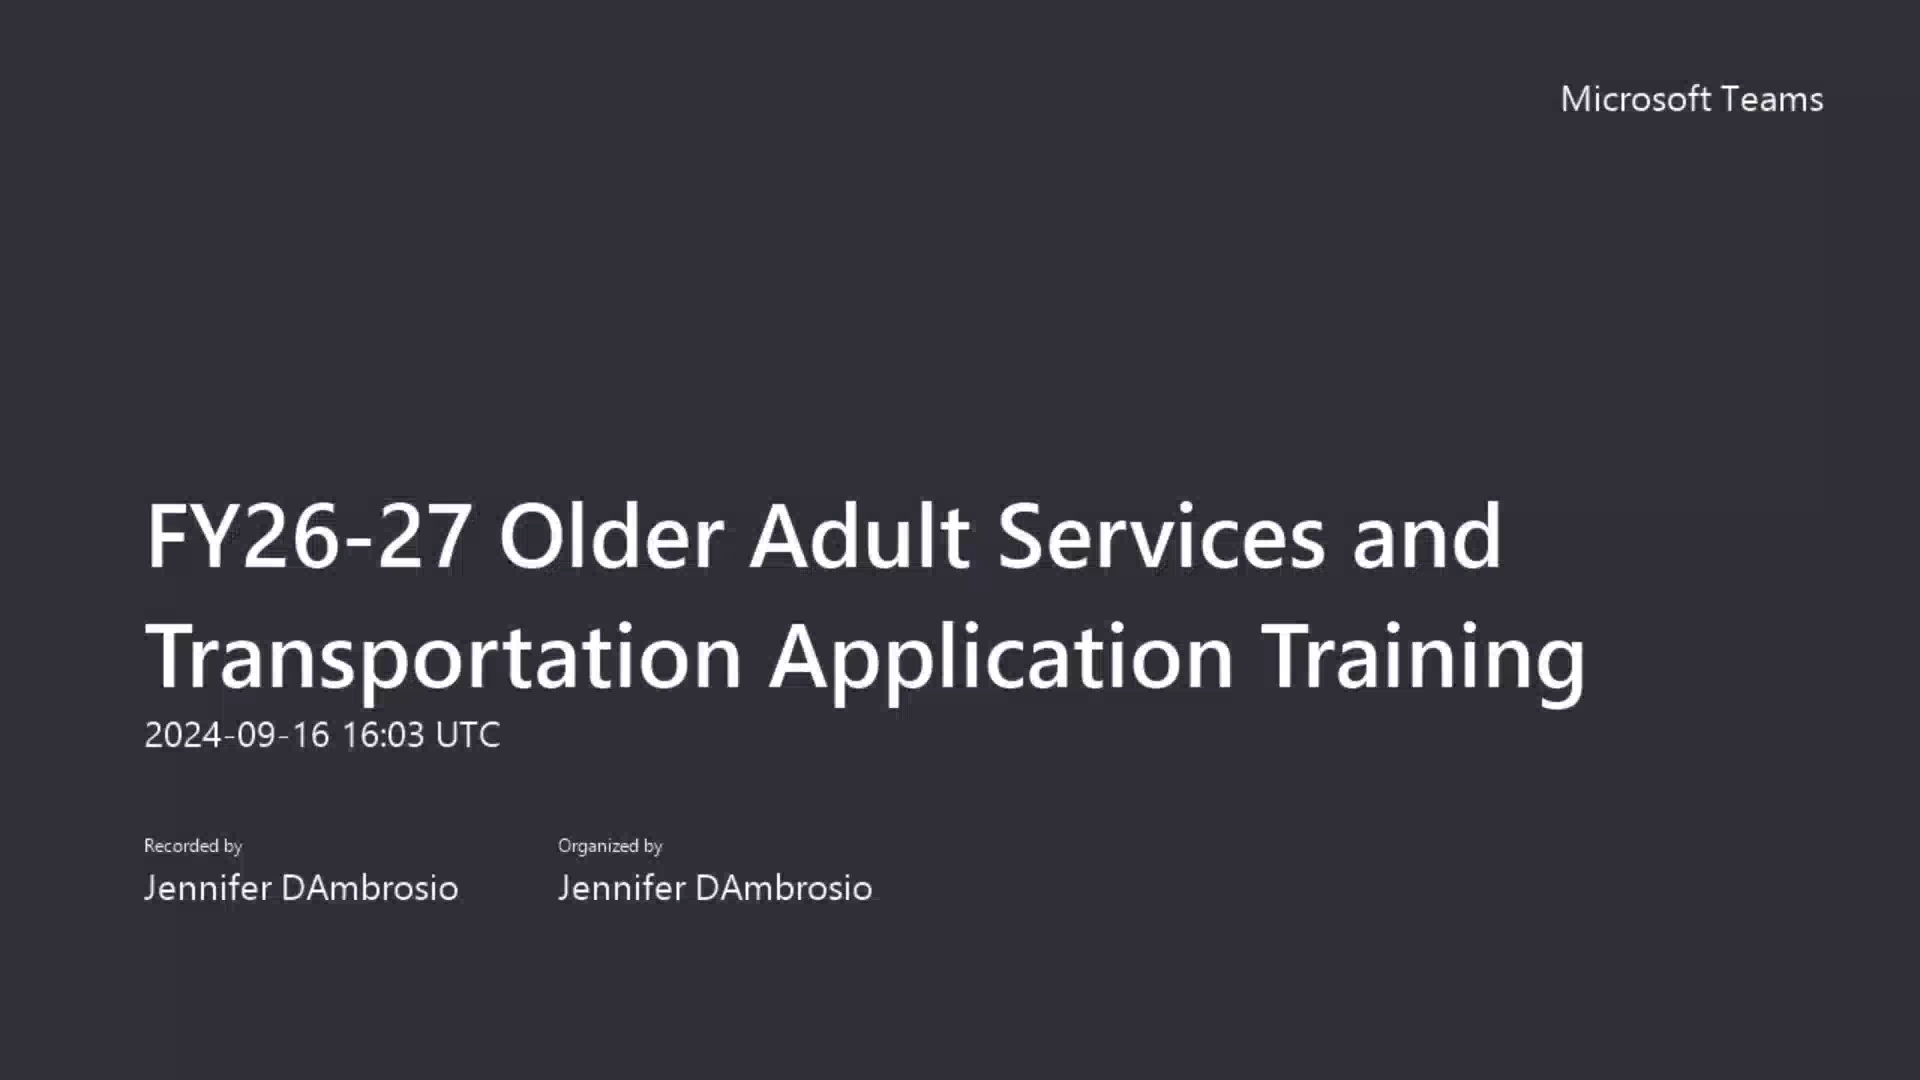 Microsoft Teams
FY26-27 Older Adult Services and
Transportation Application Training
2024-09-16 16:03 UTC
Recorded by
Jennifer DAmbrosio
Organized by
Jennifer DAmbrosio